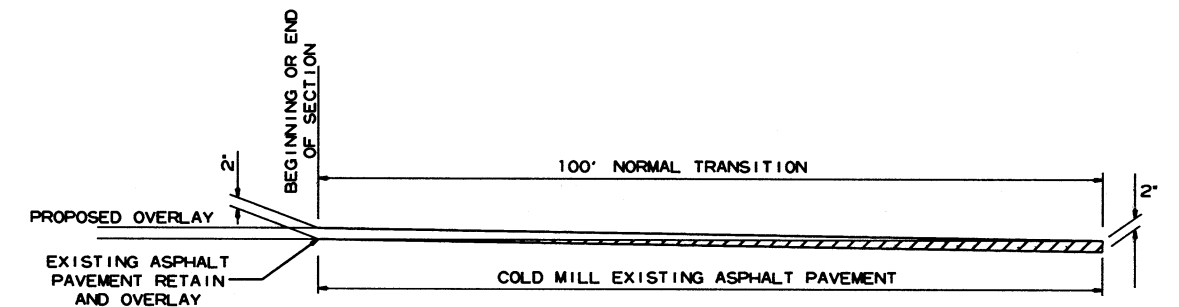 BEGINNING OR END
OF SECTION
2"
100' NORMAL TRANSITION
2"
PROPOSED OVERLAY
EXISTING ASPHALT
PAVEMENT RETAIN
AND OVERLAY
COLD MILL EXISTING ASPHALT PAVEMENT